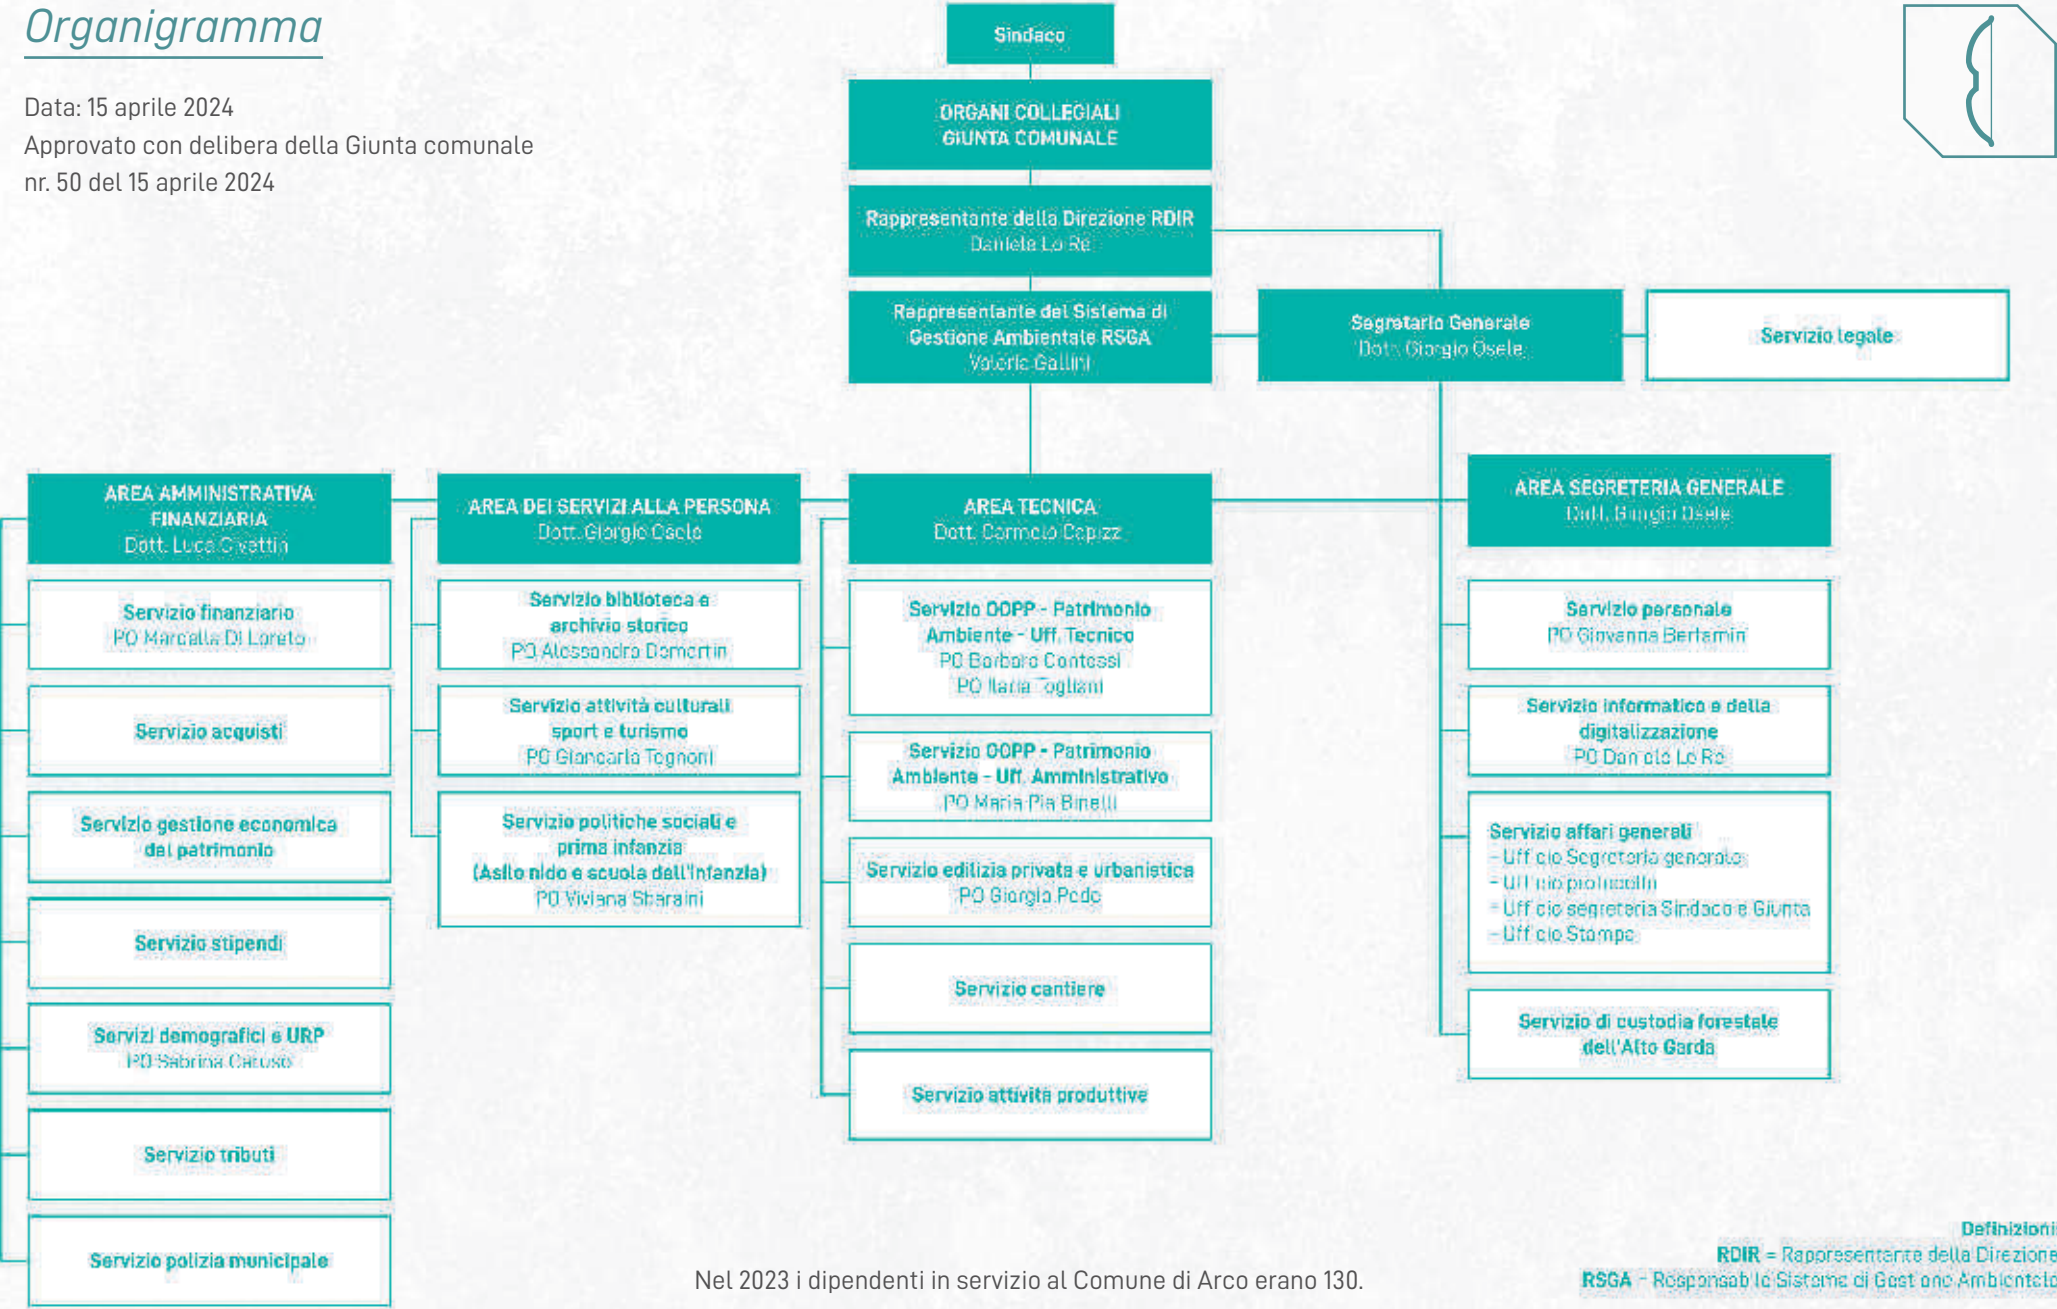 Organigramma
Data: 15 aprile 2024
Approvato con delibera della Giunta comunale
nr. 50 del 15 aprile 2024
Sindaco
ORGANI COLLEGIALI
GIUNTA COMUNALE
Rappresentante della Direzione RDIR
Daniele Lo Re
Rappresentante del Sistema di
Gestione Ambientale RSGA
Valeria Gallini
Segretario Generale
Dott. Giorgio Osele
Servizio legale
AREA AMMINISTRATIVA
FINANZIARIA
Dott. Luca Civettin
Servizio finanziario
PO Marcella Di Loreto
Servizio acquisti
Servizio gestione economica
del patrimonio
Servizio stipendi
Servizi demografici e URP
PO Sabrina Caruso
Servizio tributi
Servizio polizia municipale
AREA DEI SERVIZI ALLA PERSONA
Dott. Giorgio Osele
Servizio biblioteca e
archivio storico
PO Alessandro Demartin
Servizio attività culturali
sport e turismo
PO Giancarla Tognoni
Servizio politiche sociali e
prima infanzia
(Asilo nido e scuola dell'infanzia)
PO Viviana Sbaraini
AREA TECNICA
Dott. Carmelo Capizzi
Servizio OOPP - Patrimonio
Ambiente - Uff. Tecnico
PO Barbara Contessi
PO Ilaria Togliani
Servizio OOPP - Patrimonio
Ambiente - Uff. Amministrativo
PO Maria Pia Binelli
Servizio edilizia privata e urbanistica
PO Giorgia
Servizio cantiere
Servizio attività produttive
AREA SEGRETERIA GENERALE
Dott. Giorgio Osele
Servizio personale
PO Giovanna Bertamin
Servizio informatico e della
digitalizzazione
PO Daniele Lo Re
Servizio affari generali
- Ufficio Segreteria generale
- Ufficio protocollo
- Ufficio segreteria Sindaco e Giunta
- Ufficio Stampa
Servizio di custodia forestale
dell'Alto Garda
Nel 2023 i dipendenti in servizio al Comune di Arco erano 130.
Definizioni
RDIR = Rappresentante della Direzione
RSGA = Responsabile Sistema di Gestione Ambientale